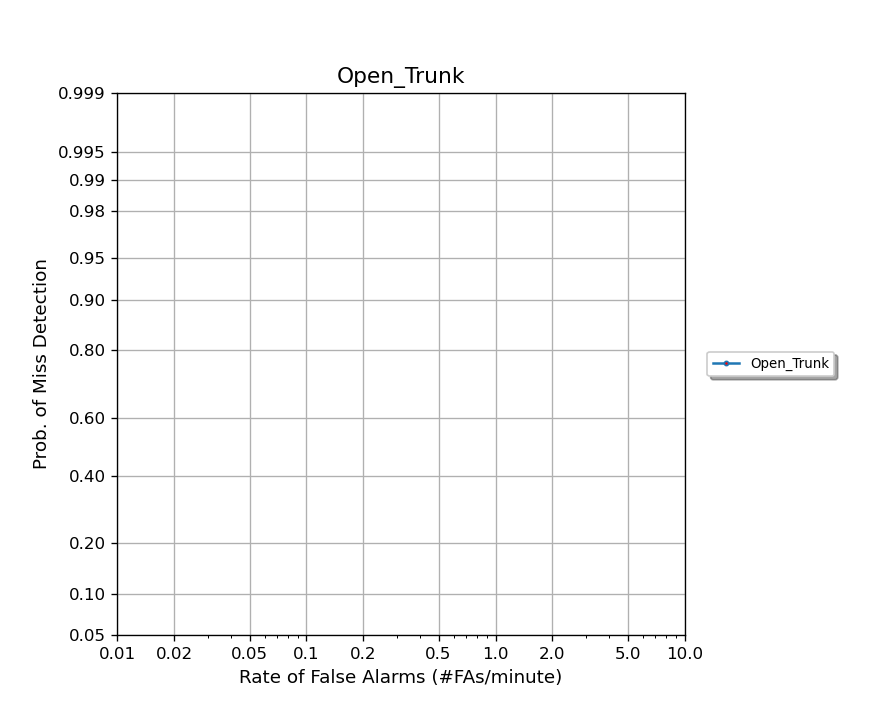 Open_Trunk
0.999
0.995
0.99
0.98
0.95
0.90
0.80
0.60
0.40
0.20
0.10
0.05
Prob. of Miss Detection
0.01 0.02 0.05 0.1 0.2 0.5 1.0 2.0 5.0 10.0
Rate of False Alarms (#FAs/minute)
Open_Trunk